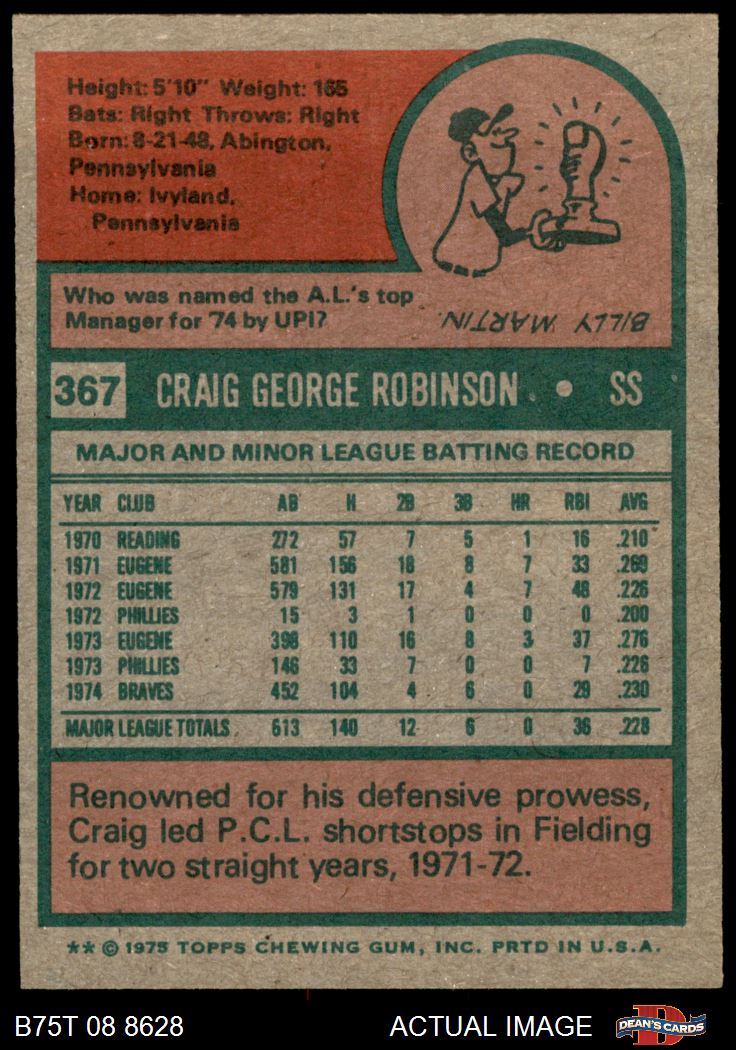 Height: 5'10" Weight: 165
Bats: Right Throws: Right
Born: 8-21-48, Abington,
Pennsylvania
Home: Ivyland,
Pennsylvania
Who was named the A.L.'s top
Manager for '74 by UPI?
BILLY MARTIN.
367 CRAIG GEORGE ROBINSON • SS
MAJOR AND MINOR LEAGUE BATTING RECORD
YEAR CLUB AB H 2B 3B HR RBI AVG
1970 READING 272 57 7 5 1 16 .210
1971 EUGENE 581 156 18 8 7 33 .269
1972 EUGENE 579 131 17 4 7 48 .226
1972 PHILLIES 15 3 1 0 0 0 .200
1973 EUGENE 398 110 16 8 3 37 .276
1973 PHILLIES 146 33 7 0 0 7 .226
1974 BRAVES 452 104 4 6 0 29 .230
MAJOR LEAGUE TOTALS 613 140 12 6 0 36 .228
Renowned for his defensive prowess,
Craig led P.C.L. shortstops in Fielding
for two straight years, 1971-72.
** © 1975 TOPPS CHEWING GUM, INC. PRTD IN U.S.A.
B75T 08 8628 ACTUAL IMAGE DEAN'S CARDS